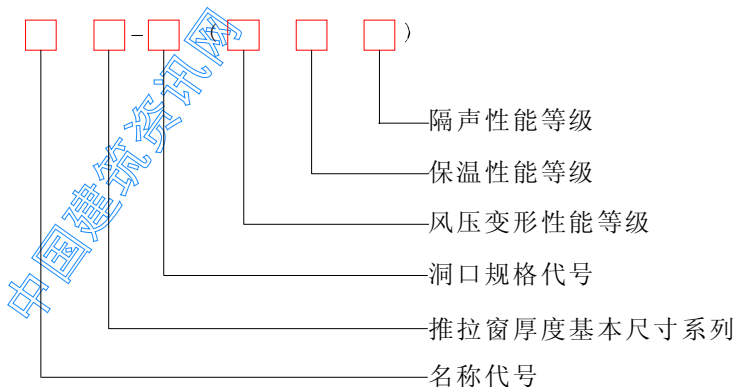 □ □-□(□ □ □)
隔声性能等级
保温性能等级
风压变形性能等级
洞口规格代号
推拉窗厚度基本尺寸系列
名称代号
中国建筑资讯网